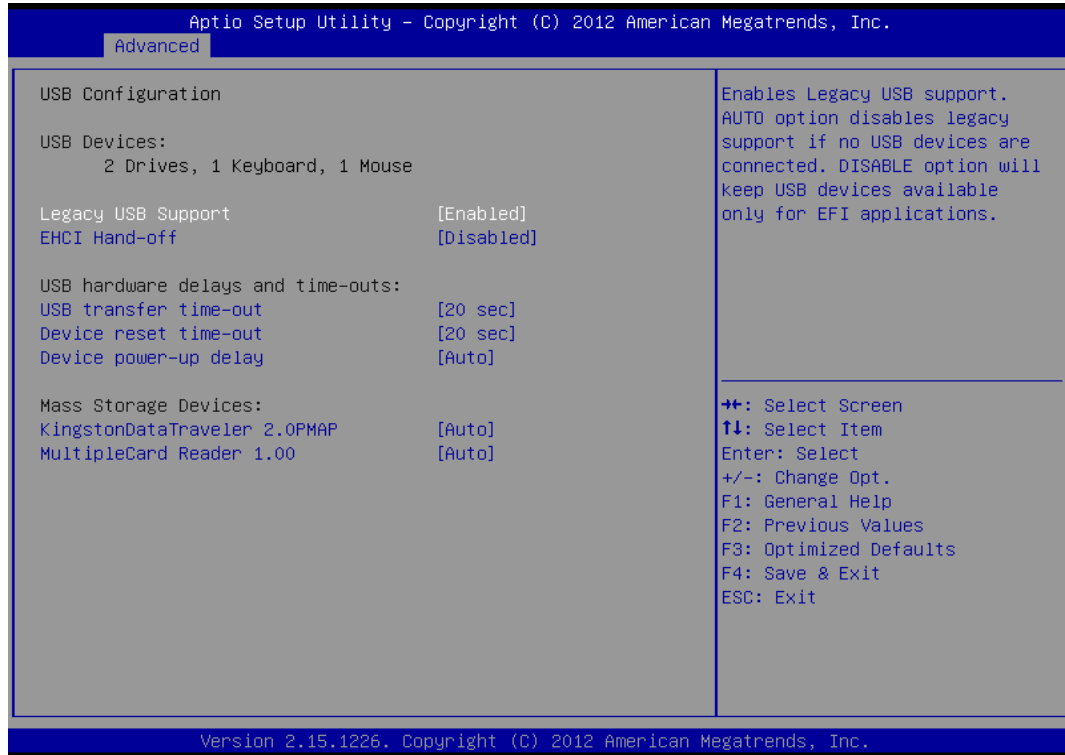 Aptio Setup Utility – Copyright (C) 2012 American Megatrends, Inc.
Advanced
USB Configuration
USB Devices:
2 Drives, 1 Keyboard, 1 Mouse
Legacy USB Support [Enabled]
EHCI Hand-off [Disabled]
USB hardware delays and time-outs:
USB transfer time-out [20 sec]
Device reset time-out [20 sec]
Device power-up delay [Auto]
Mass Storage Devices:
KingstonDataTraveler 2.0PMAP [Auto]
MultipleCard Reader 1.00 [Auto]
Enables Legacy USB support.
AUTO option disables legacy
support if no USB devices are
connected. DISABLE option will
keep USB devices available
only for EFI applications.
→←: Select Screen
↑↓: Select Item
Enter: Select
+/-: Change Opt.
F1: General Help
F2: Previous Values
F3: Optimized Defaults
F4: Save & Exit
ESC: Exit
Version 2.15.1226. Copyright (C) 2012 American Megatrends, Inc.